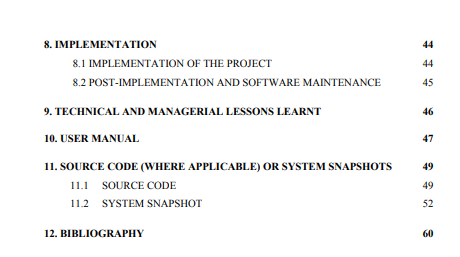 8. IMPLEMENTATION 44
8.1 IMPLEMENTATION OF THE PROJECT 44
8.2 POST-IMPLEMENTATION AND SOFTWARE MAINTENANCE 45
9. TECHNICAL AND MANAGERIAL LESSONS LEARNT 46
10. USER MANUAL 47
11. SOURCE CODE (WHERE APPLICABLE) OR SYSTEM SNAPSHOTS 49
11.1 SOURCE CODE 49
11.2 SYSTEM SNAPSHOT 52
12. BIBLIOGRAPHY 60